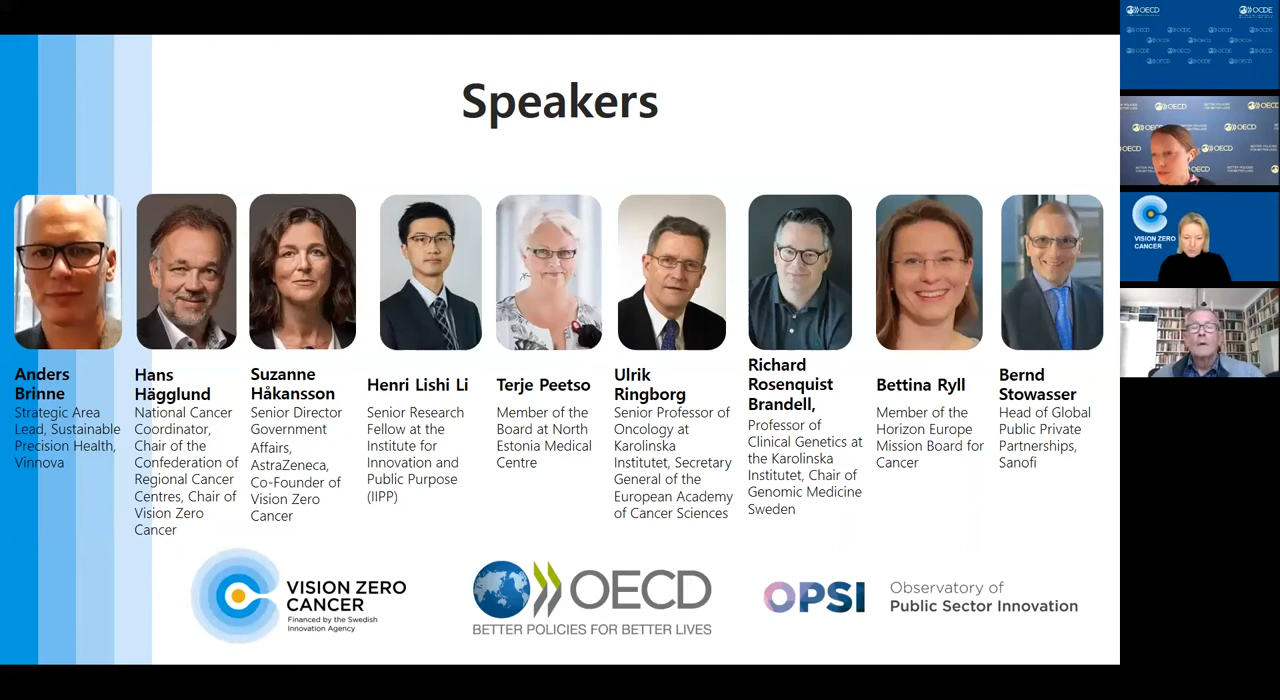 Speakers
Anders
Brinne
Strategic Area
Lead, Sustainable
Precision Health,
Vinnova
Hans
Hägglund
National Cancer
Coordinator,
Chair of the
Confederation of
Regional Cancer
Centres, Chair of
Vision Zero
Cancer
Suzanne
Håkansson
Senior Director
Government
Affairs,
AstraZeneca,
Co-Founder of
Vision Zero
Cancer
Henri Lishi Li
Senior Research
Fellow at the
Institute for
Innovation and
Public Purpose
(IIPP)
Terje Peetso
Member of the
Board at North
Estonia Medical
Centre
Ulrik
Ringborg
Senior Professor of
Oncology at
Karolinska
Institutet, Secretary
General of the
European Academy
of Cancer Sciences
Richard
Rosenquist
Brandell,
Professor of
Clinical Genetics at
the Karolinska
Institutet, Chair of
Genomic Medicine
Sweden
Bettina Ryll
Member of the
Horizon Europe
Mission Board for
Cancer
Bernd
Stowasser
Head of Global
Public Private
Partnerships,
Sanofi
VISION ZERO
CANCER
Financed by the Swedish
Innovation Agency
OECD
BETTER POLICIES FOR BETTER LIVES
OPSI
Observatory of
Public Sector Innovation
OECD
OCDE
OECD
OECD
OECD
VISION ZERO
CANCER